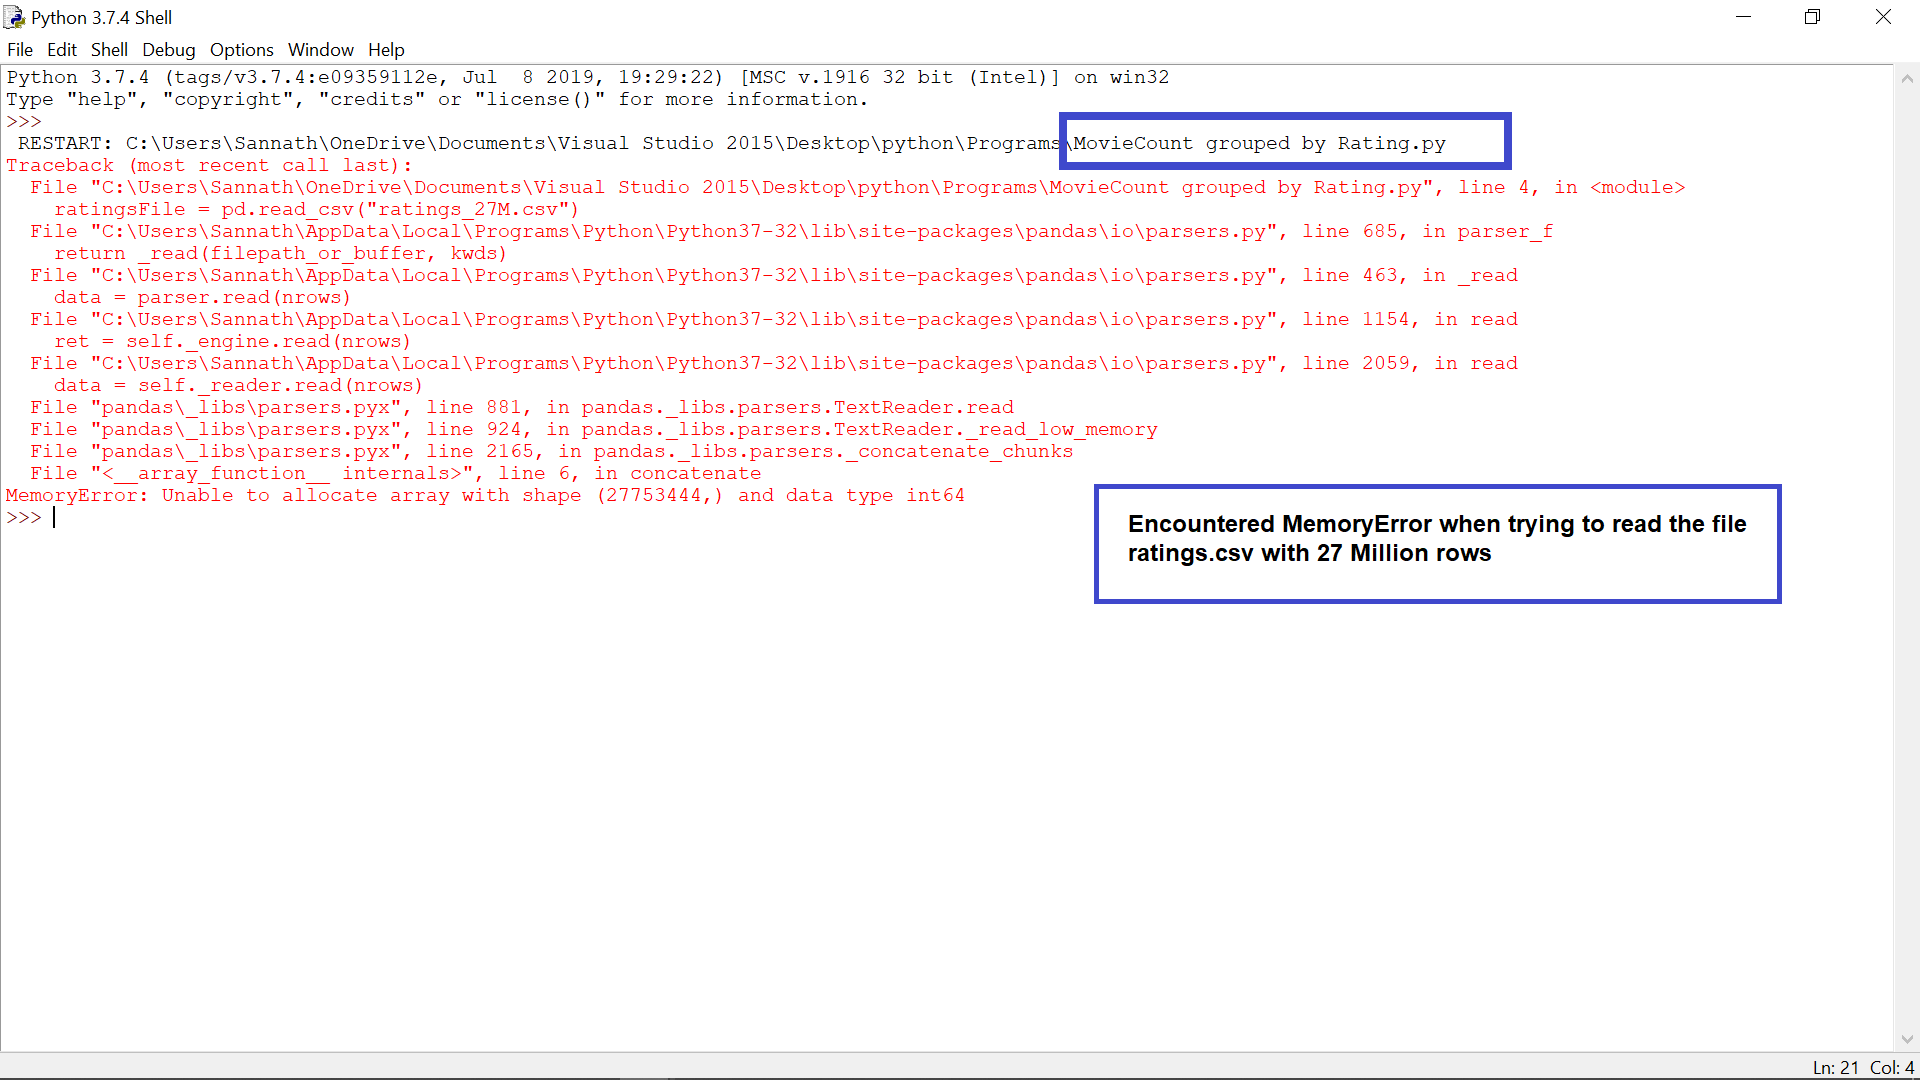 Python 3.7.4 Shell
File Edit Shell Debug Options Window Help
Python 3.7.4 (tags/v3.7.4:e09359112e, Jul  8 2019, 19:29:22) [MSC v.1916 32 bit (Intel)] on win32
Type "help", "copyright", "credits" or "license()" for more information.
>>>
 RESTART: C:\Users\Sannath\OneDrive\Documents\Visual Studio 2015\Desktop\python\Programs\MovieCount grouped by Rating.py
Traceback (most recent call last):
  File "C:\Users\Sannath\OneDrive\Documents\Visual Studio 2015\Desktop\python\Programs\MovieCount grouped by Rating.py", line 4, in <module>
    ratingsFile = pd.read_csv("ratings_27M.csv")
  File "C:\Users\Sannath\AppData\Local\Programs\Python\Python37-32\lib\site-packages\pandas\io\parsers.py", line 685, in parser_f
    return _read(filepath_or_buffer, kwds)
  File "C:\Users\Sannath\AppData\Local\Programs\Python\Python37-32\lib\site-packages\pandas\io\parsers.py", line 463, in _read
    data = parser.read(nrows)
  File "C:\Users\Sannath\AppData\Local\Programs\Python\Python37-32\lib\site-packages\pandas\io\parsers.py", line 1154, in read
    ret = self._engine.read(nrows)
  File "C:\Users\Sannath\AppData\Local\Programs\Python\Python37-32\lib\site-packages\pandas\io\parsers.py", line 2059, in read
    data = self._reader.read(nrows)
  File "pandas\_libs\parsers.pyx", line 881, in pandas._libs.parsers.TextReader.read
  File "pandas\_libs\parsers.pyx", line 924, in pandas._libs.parsers.TextReader._read_low_memory
  File "pandas\_libs\parsers.pyx", line 2165, in pandas._libs.parsers._concatenate_chunks
  File "<__array_function__ internals>", line 6, in concatenate
MemoryError: Unable to allocate array with shape (27753444,) and data type int64
>>>
Encountered MemoryError when trying to read the file
ratings.csv with 27 Million rows
Ln: 21 Col: 4